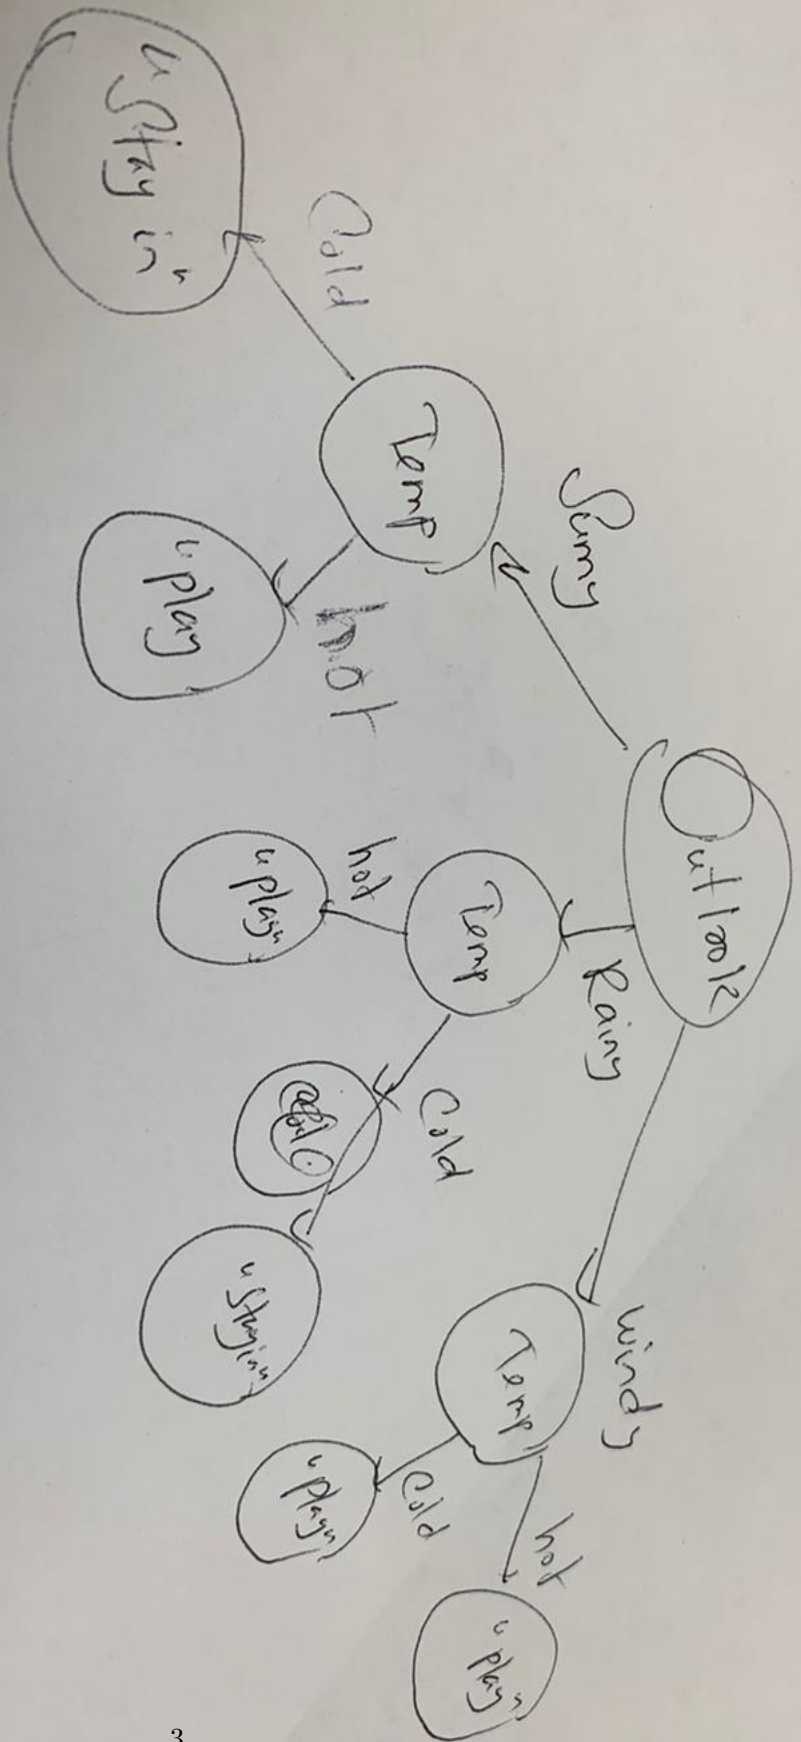 Outlook
Sunny
Rainy
windy
Temp
Temp
Temp
Cold
hot
hot
Cold
Cold
hot
"Stay in"
"play
"play"
"Stay in"
"play"
"play"
3